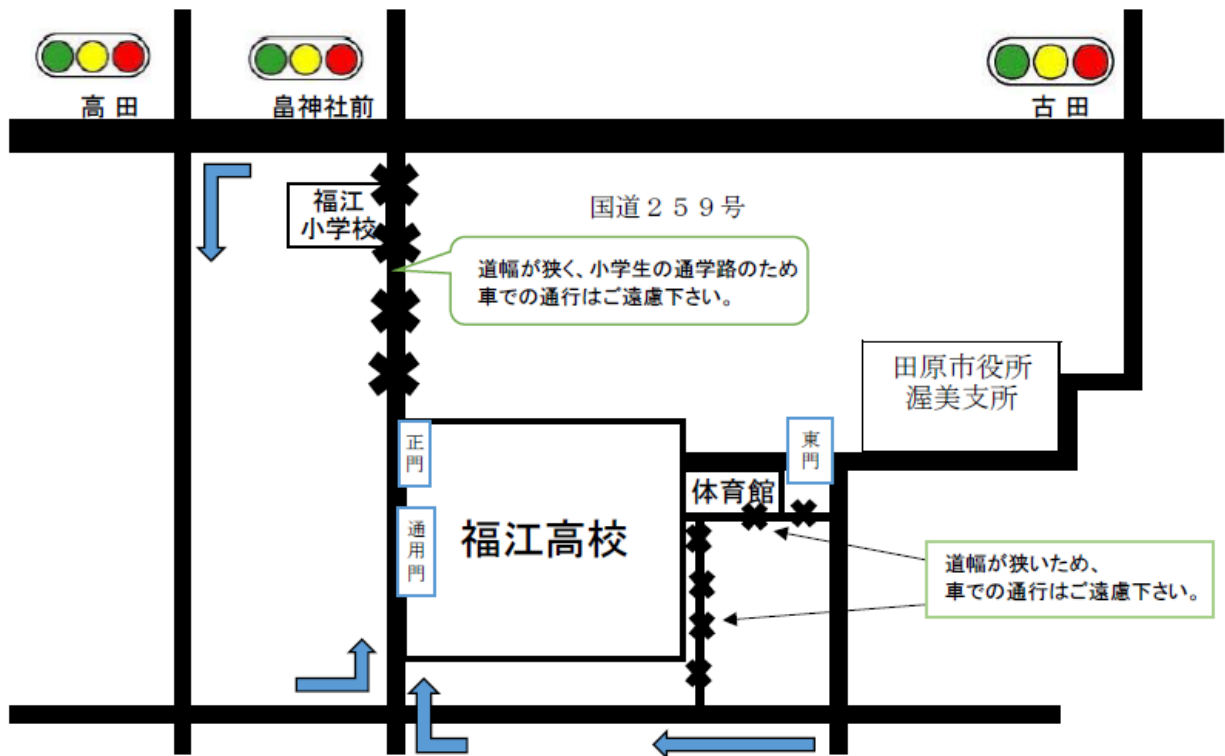 高田
畠神社前
古田
福江
小学校
国道２５９号
道幅が狭く、小学生の通学路のため
車での通行はご遠慮下さい。
田原市役所
渥美支所
正門
東門
体育館
通用門
福江高校
道幅が狭いため、
車での通行はご遠慮下さい。